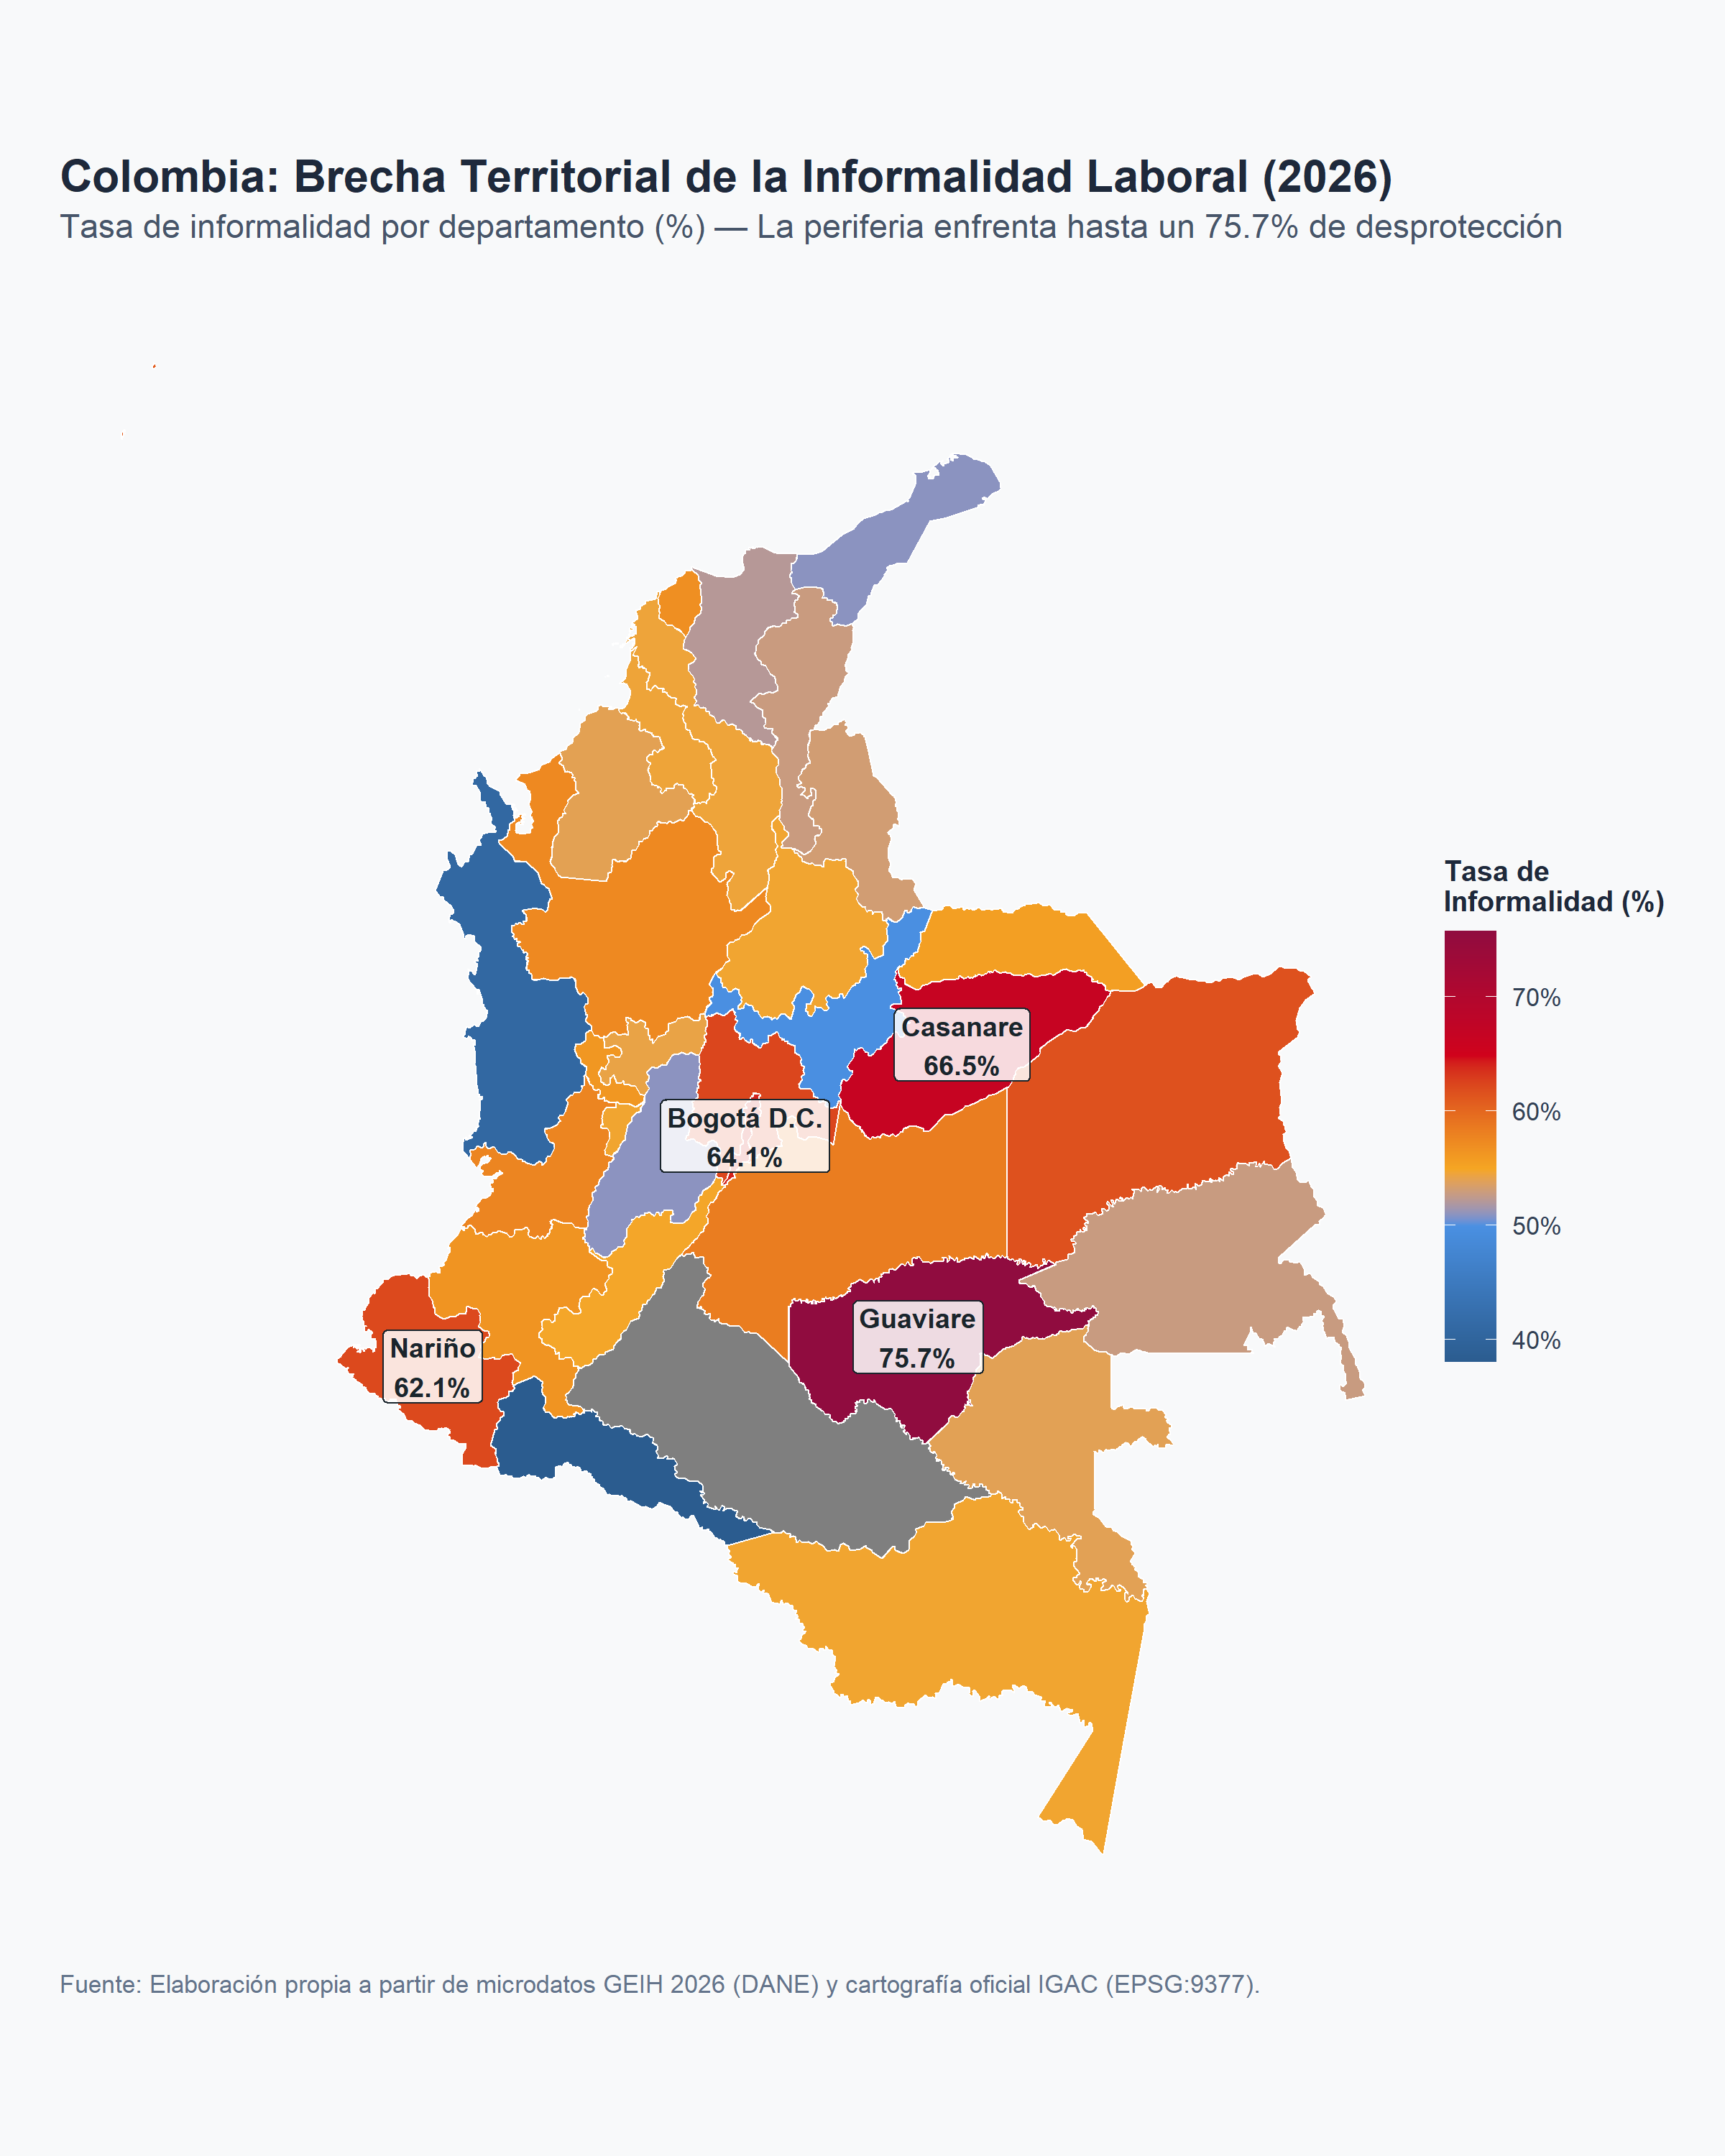 Colombia: Brecha Territorial de la Informalidad Laboral (2026)
Tasa de informalidad por departamento (%) — La periferia enfrenta hasta un 75.7% de desprotección
Tasa de
Informalidad (%)
70%
60%
50%
40%
Casanare
66.5%
Bogotá D.C.
64.1%
Guaviare
75.7%
Nariño
62.1%
Fuente: Elaboración propia a partir de microdatos GEIH 2026 (DANE) y cartografía oficial IGAC (EPSG:9377).